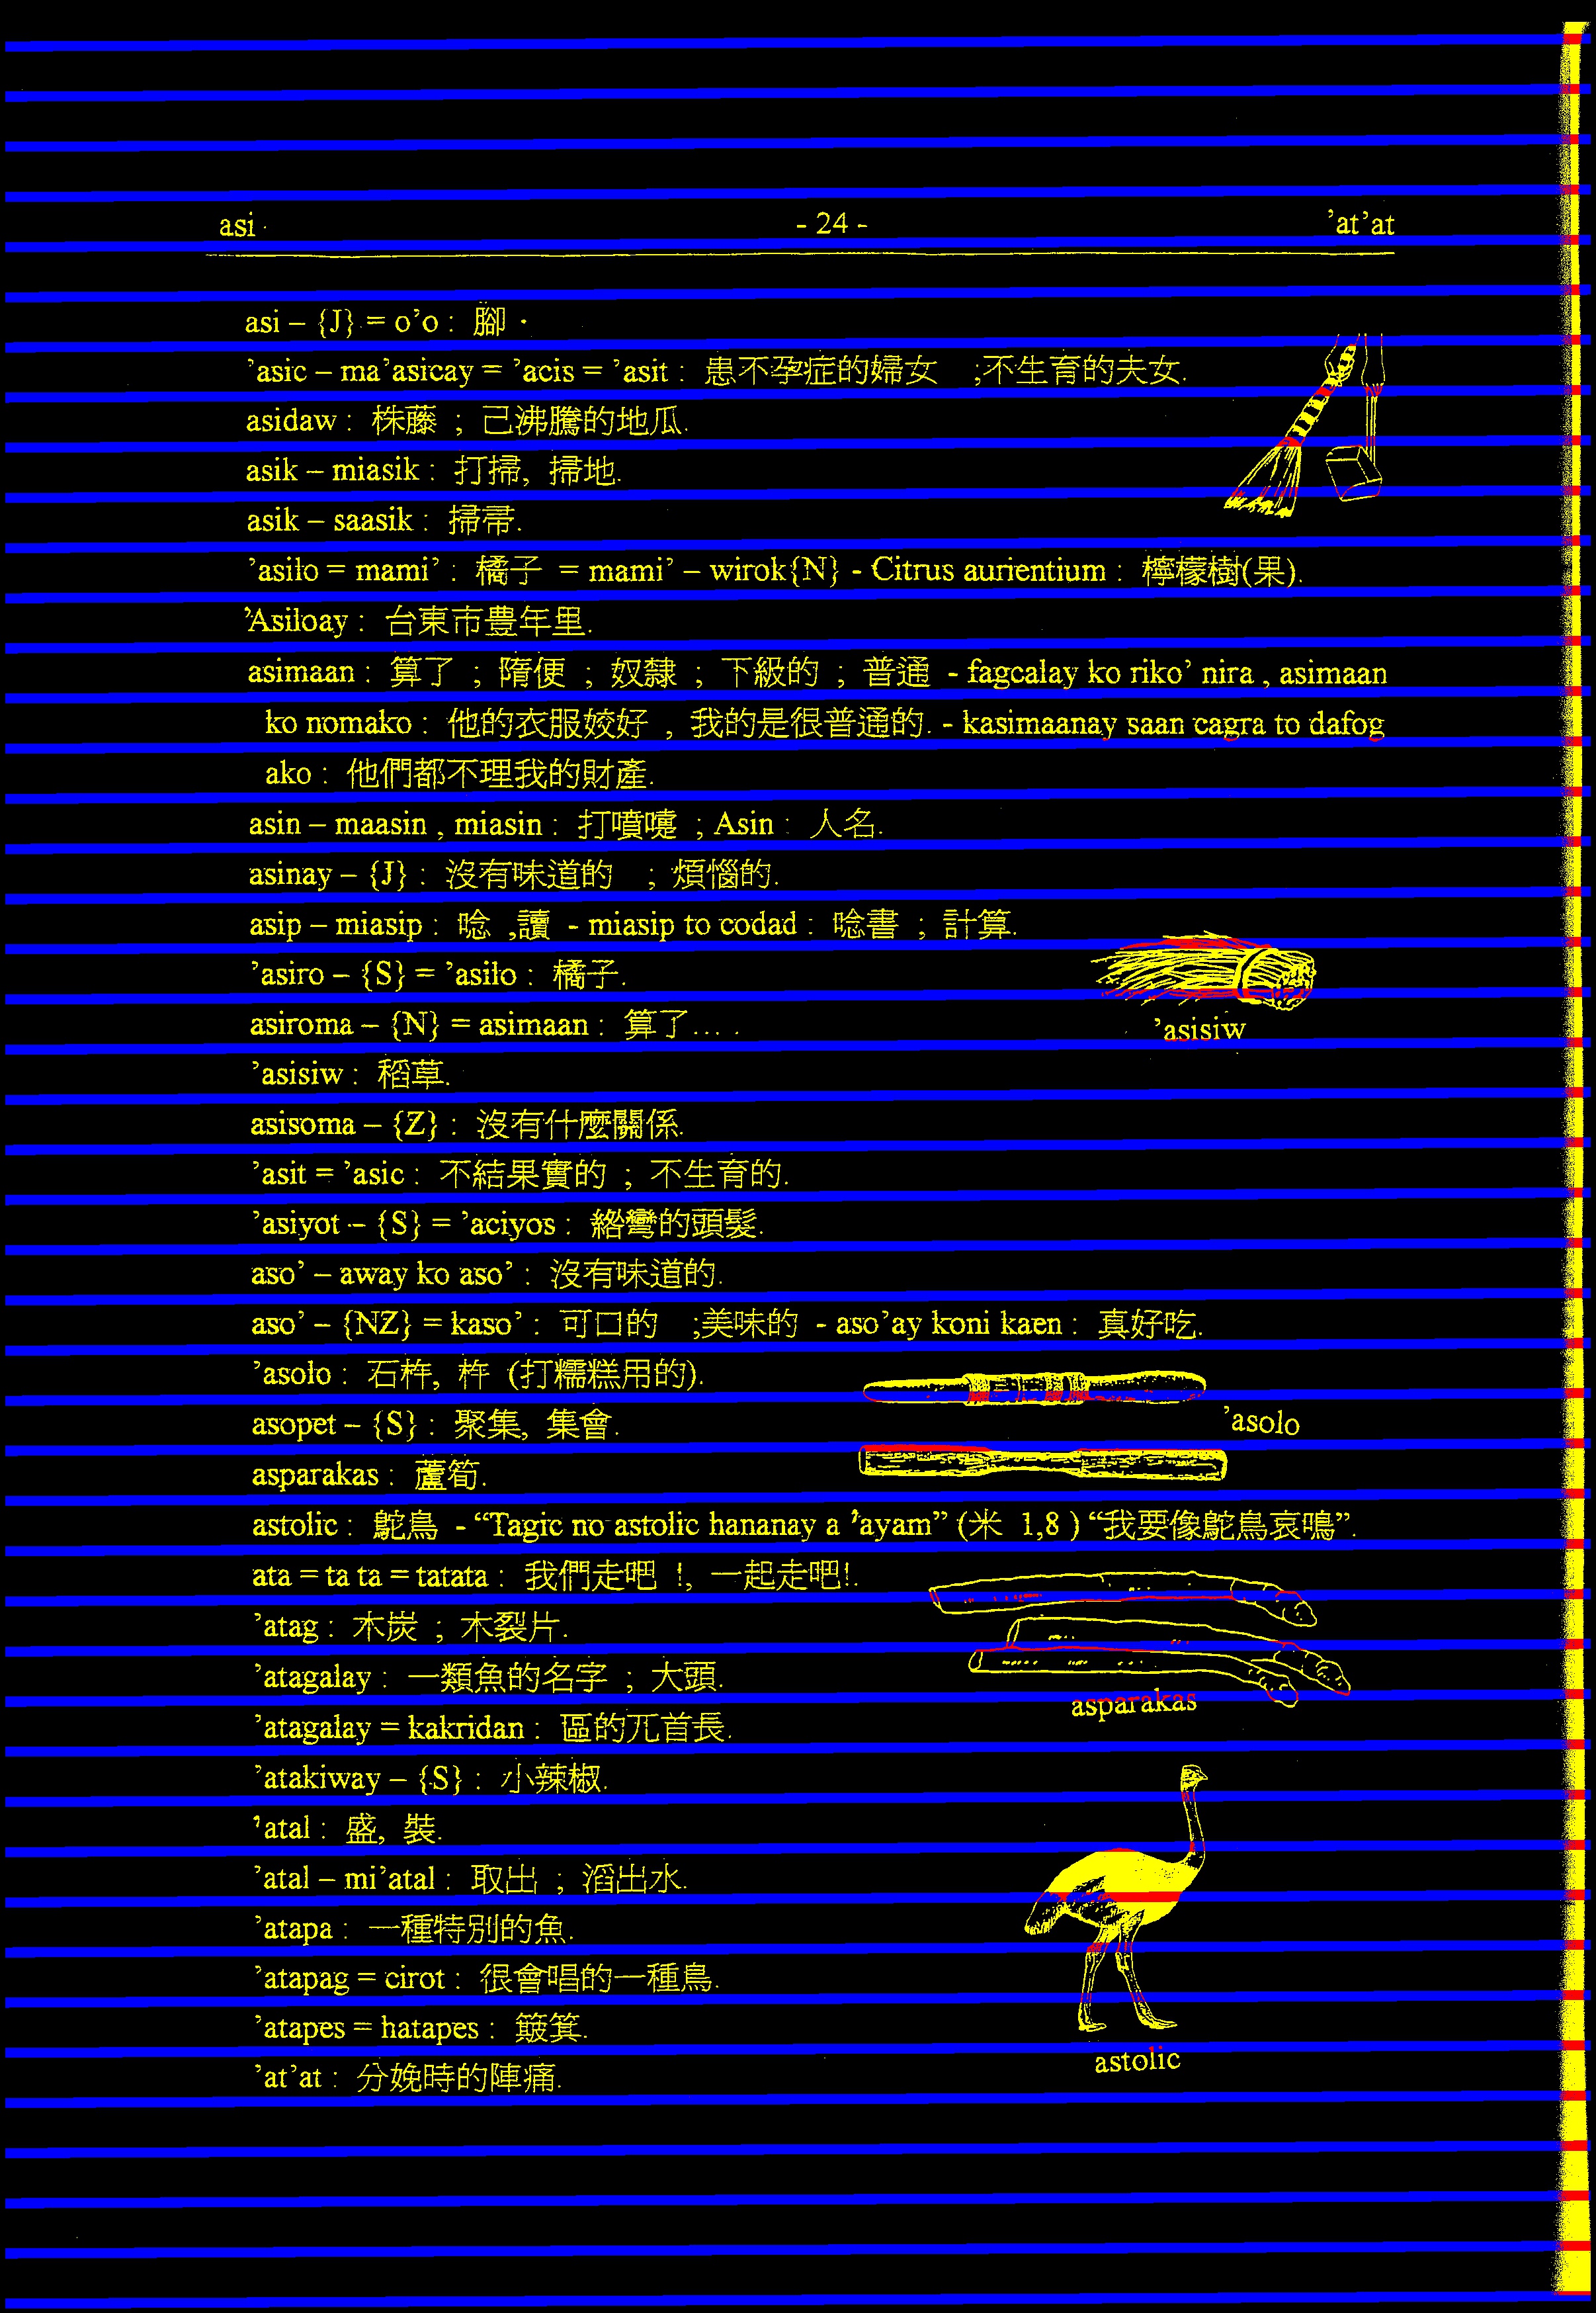 asi - 24 - ’at’at
asi – {J} = o’o : 腳．
’asic – ma’asicay = ’acis = ’asit : 患不孕症的婦女 ;不生育的夫女.
asidaw : 株藤 ; 己沸騰的地瓜.
asik – miasik : 打掃, 掃地.
asik – saasik : 掃帚.
’asilo = mami’ : 橘子 = mami’ – wirok{N} - Citrus aurientium : 檸檬樹(果).
’Asiloay : 台東市豊年里.
asimaan : 算了 ; 隋便 ; 奴隸 ; 下級的 ; 普通 - fagcalay ko riko’ nira , asimaan
ko nomako : 他的衣服姣好 , 我的是很普通的. - kasimaanay saan cagra to dafog
ako : 他們都不理我的財產.
asin – maasin , miasin : 打噴嚏 ; Asin : 人名.
asinay – {J} : 沒有味道的 ; 煩惱的.
asip – miasip : 唸 ,讀 - miasip to codad : 唸書 ; 計算.
’asiro – {S} = ’asilo : 橘子.
asiroma – {N} = asimaan : 算了... .
’asisiw
’asisiw : 稻草.
asisoma – {Z} : 沒有什麼關係.
’asit = ’asic : 不結果實的 ; 不生育的.
’asiyot – {S} = ’aciyos : 綹彎的頭髮.
aso’ – away ko aso’ : 沒有味道的.
aso’ – {NZ} = kaso’ : 可口的 ;美味的 - aso’ay koni kaen : 真好吃.
’asolo : 石杵, 杵 (打糯糕用的).
asopet – {S} : 聚集, 集會.
’asolo
asparakas : 蘆筍.
astolic : 鴕鳥 - “Tagic no astolic hananay a ’ayam” (米 1,8 ) “我要像鴕鳥哀鳴”.
ata = ta ta = tatata : 我們走吧 !, 一起走吧!.
’atag : 木炭 ; 木裂片.
’atagalay : 一類魚的名字 ; 大頭.
asparakas
’atagalay = kakridan : 區的兀首長.
’atakiway – {S} : 小辣椒.
’atal : 盛, 裝.
’atal – mi’atal : 取出 ; 滔出水.
’atapa : 一種特別的魚.
’atapag = cirot : 很會唱的一種鳥.
’atapes = hatapes : 簸箕.
astolic
’at’at : 分娩時的陣痛.